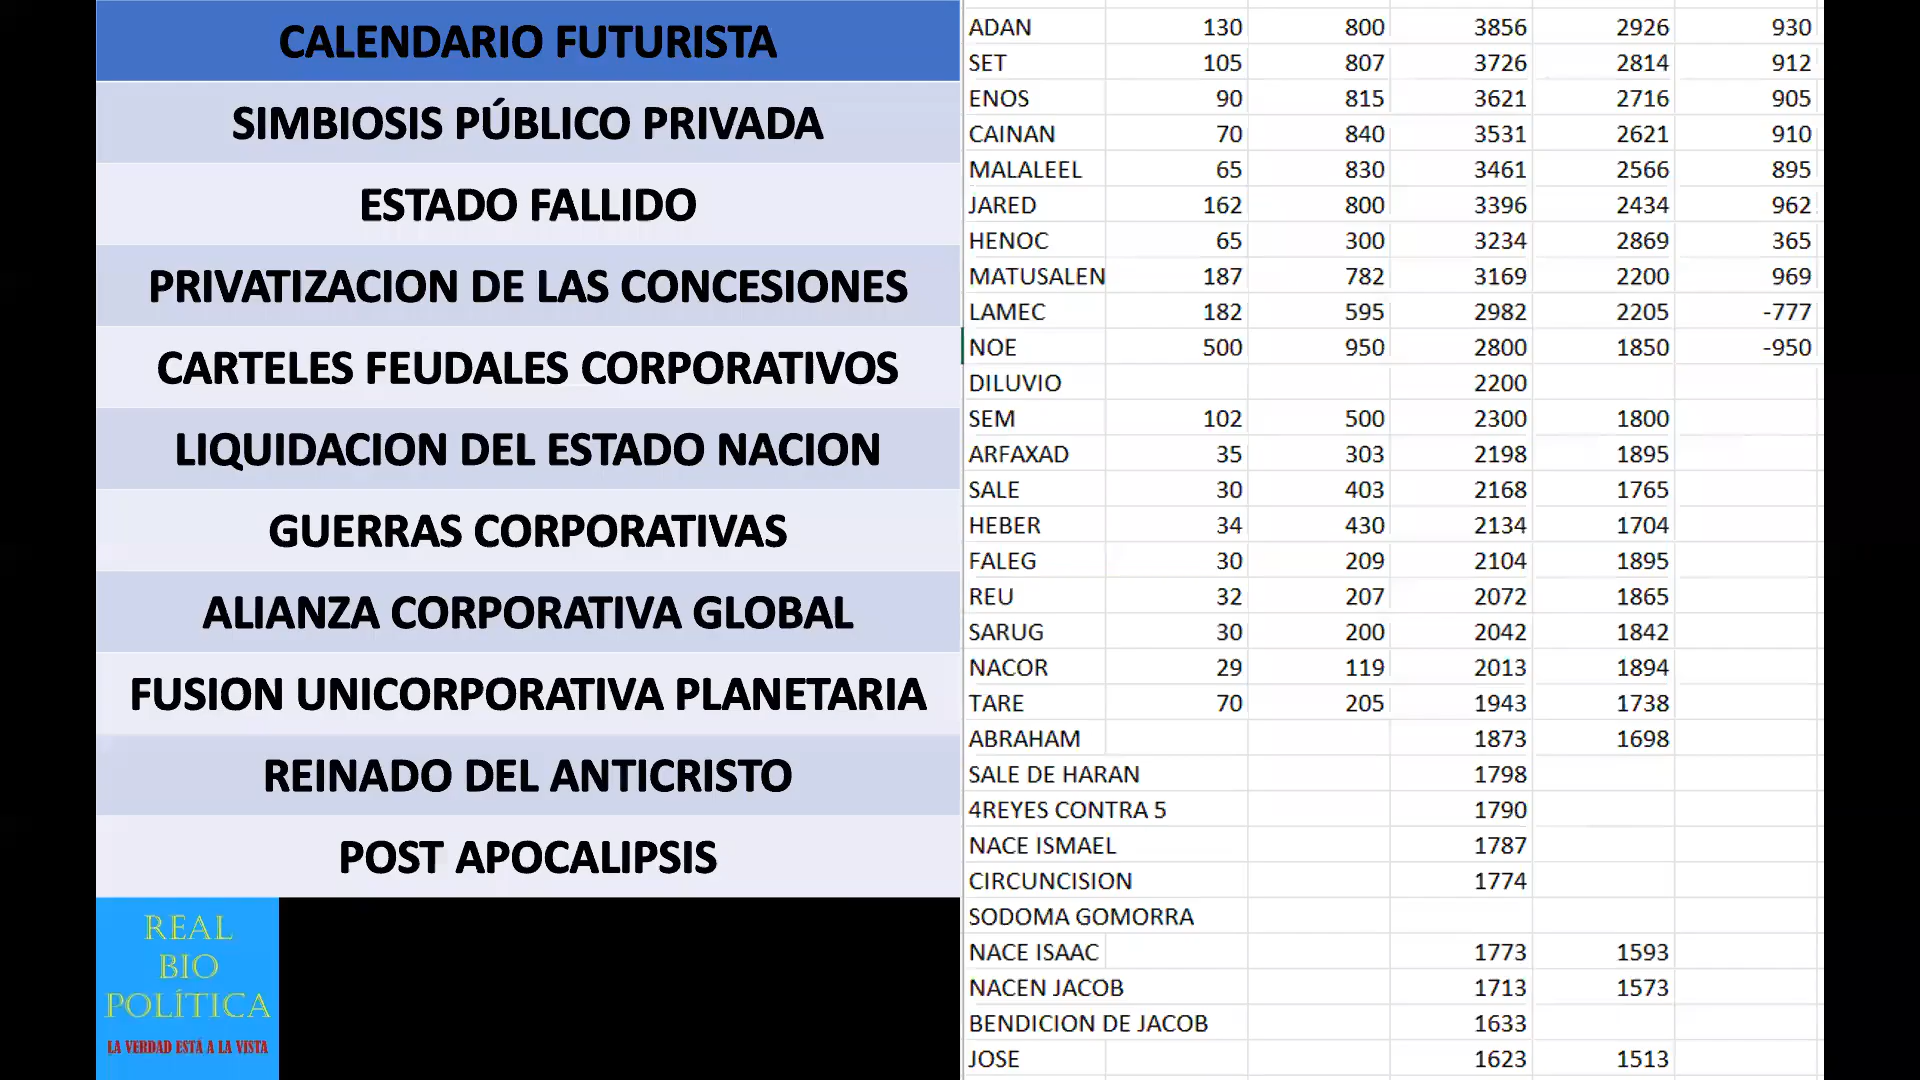 CALENDARIO FUTURISTA
SIMBIOSIS PÚBLICO PRIVADA
ESTADO FALLIDO
PRIVATIZACION DE LAS CONCESIONES
CARTELES FEUDALES CORPORATIVOS
LIQUIDACION DEL ESTADO NACION
GUERRAS CORPORATIVAS
ALIANZA CORPORATIVA GLOBAL
FUSION UNICORPORATIVA PLANETARIA
REINADO DEL ANTICRISTO
POST APOCALIPSIS
REAL
BIO
POLÍTICA
LA VERDAD ESTÁ A LA VISTA
ADAN 130 800 3856 2926 930
SET 105 807 3726 2814 912
ENOS 90 815 3621 2716 905
CAINAN 70 840 3531 2621 910
MALALEEL 65 830 3461 2566 895
JARED 162 800 3396 2434 962
HENOC 65 300 3234 2869 365
MATUSALEN 187 782 3169 2200 969
LAMEC 182 595 2982 2205 -777
NOE 500 950 2800 1850 -950
DILUVIO 2200
SEM 102 500 2300 1800
ARFAXAD 35 303 2198 1895
SALE 30 403 2168 1765
HEBER 34 430 2134 1704
FALEG 30 209 2104 1895
REU 32 207 2072 1865
SARUG 30 200 2042 1842
NACOR 29 119 2013 1894
TARE 70 205 1943 1738
ABRAHAM 1873 1698
SALE DE HARAN 1798
4REYES CONTRA 5 1790
NACE ISMAEL 1787
CIRCUNCISION 1774
SODOMA GOMORRA
NACE ISAAC 1773 1593
NACEN JACOB 1713 1573
BENDICION DE JACOB 1633
JOSE 1623 1513